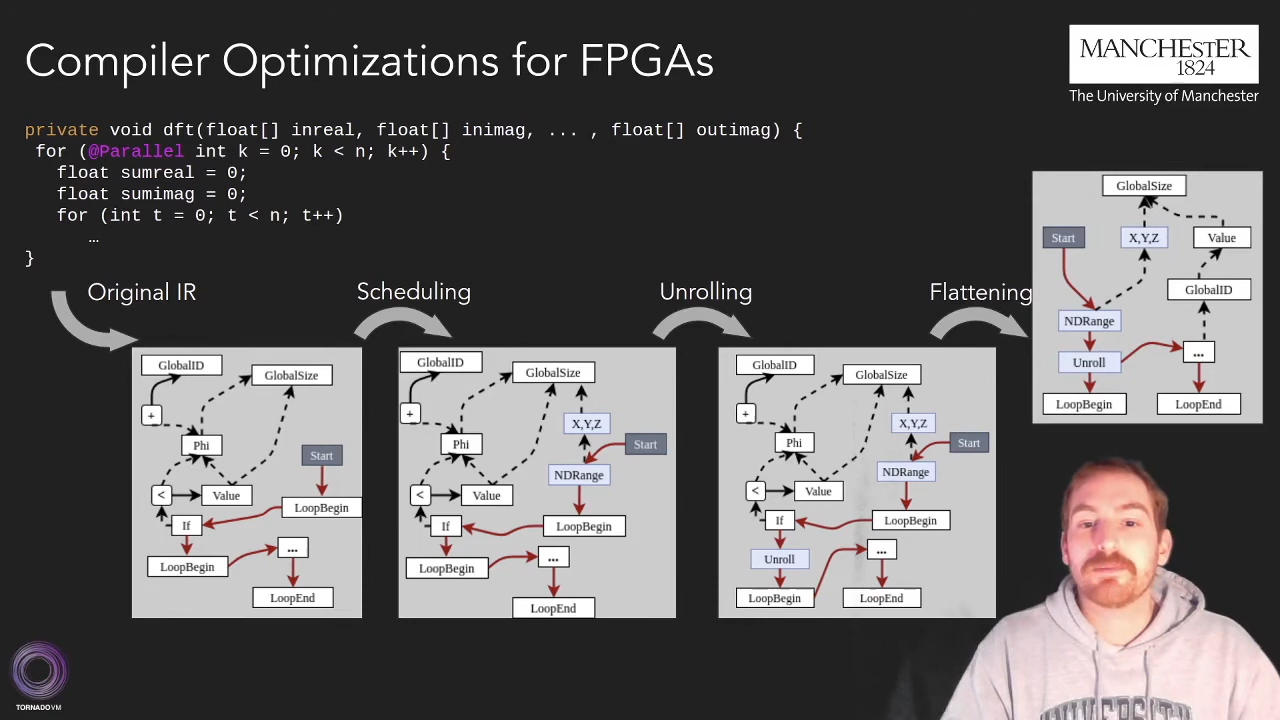 Compiler Optimizations for FPGAs
MANCHESTER
1824
The University of Manchester
private void dft(float[] inreal, float[] inimag, ... , float[] outimag) {
for (@Parallel int k = 0; k < n; k++) {
float sumreal = 0;
float sumimag = 0;
for (int t = 0; t < n; t++)
…
}
Original IR
Scheduling
Unrolling
Flattening
GlobalID
GlobalSize
+
Phi
Start
<
Value
LoopBegin
If
...
LoopBegin
LoopEnd
GlobalID
GlobalSize
+
X,Y,Z
Phi
Start
NDRange
<
Value
If
LoopBegin
...
LoopBegin
LoopEnd
GlobalID
GlobalSize
+
X,Y,Z
Phi
Start
NDRange
<
Value
If
LoopBegin
...
Unroll
LoopBegin
LoopEnd
GlobalSize
Start
X,Y,Z
Value
GlobalID
NDRange
Unroll
...
LoopBegin
LoopEnd
TORNADOVM